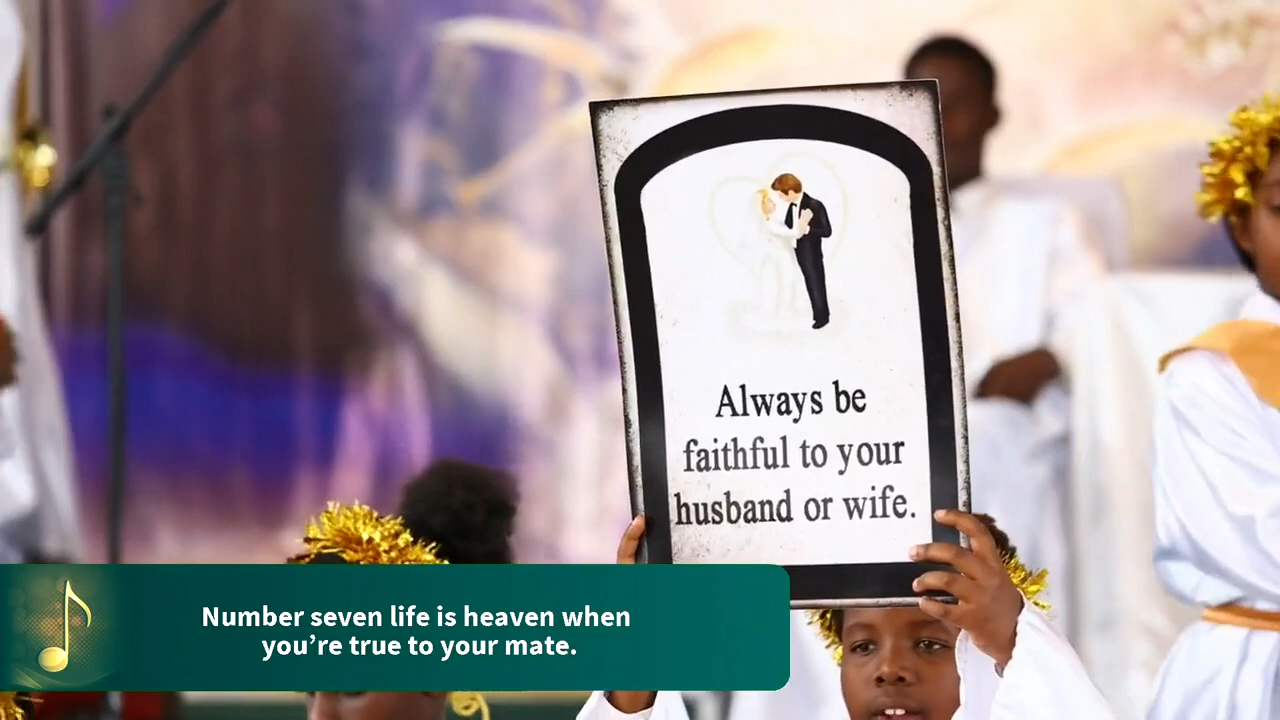 Always be
faithful to your
husband or wife.
Number seven life is heaven when
you’re true to your mate.